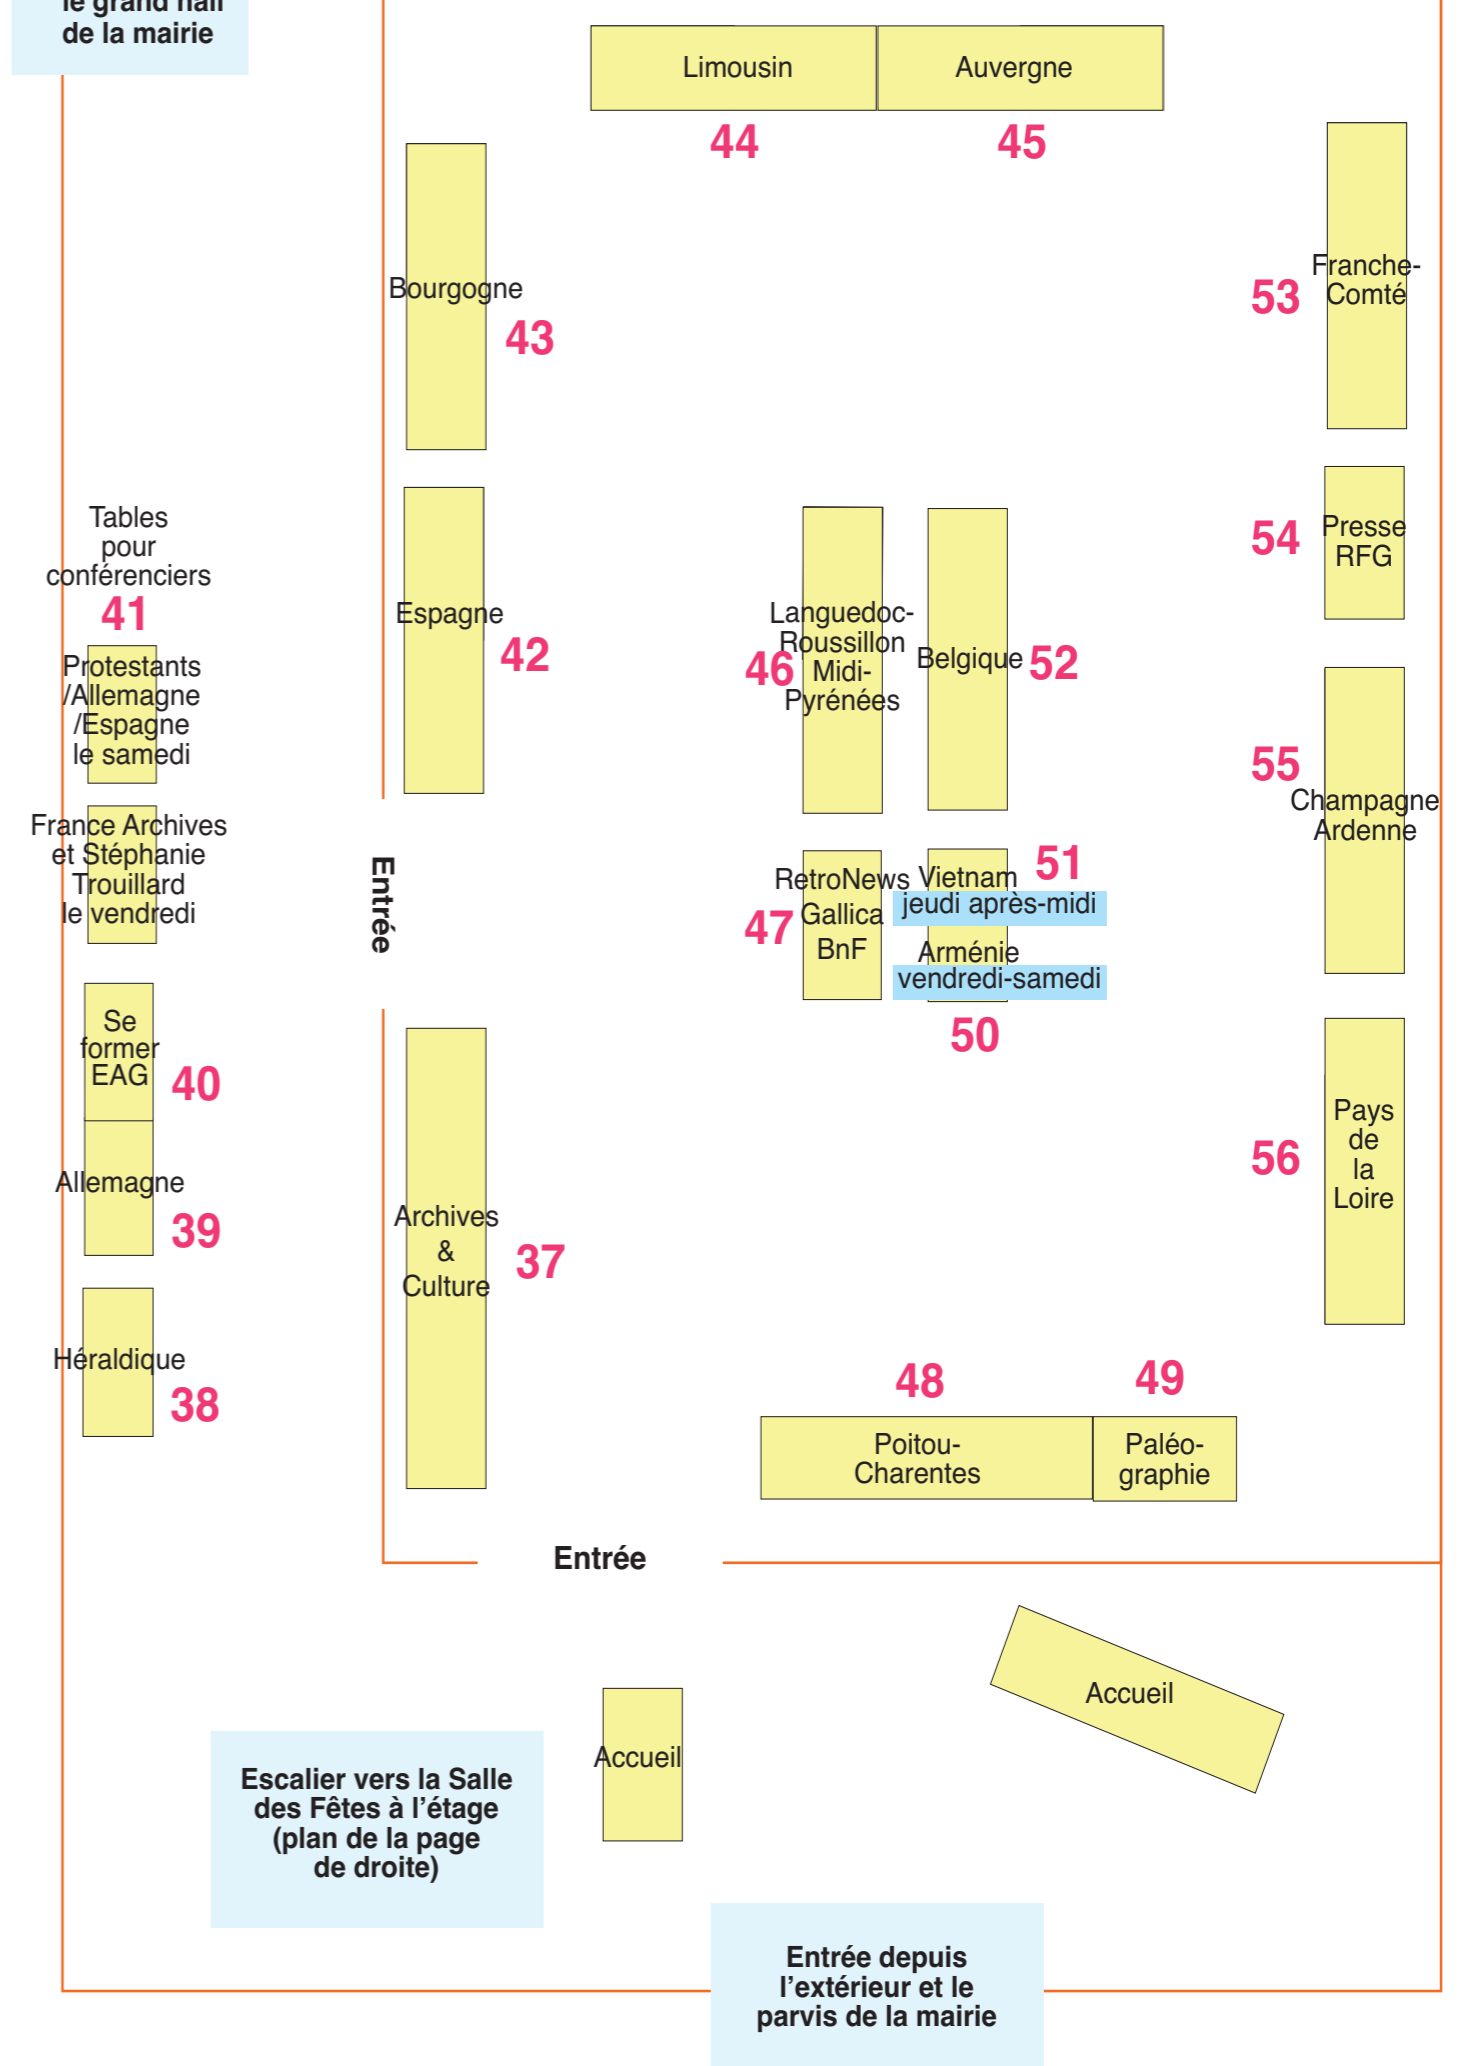 le grand hall
de la mairie
Limousin
Auvergne
44
45
Bourgogne
43
Franche-
Comté
53
Tables
pour
conférenciers
41
Protestants
/Allemagne
/Espagne
le samedi
France Archives
et Stéphanie
Trouillard
le vendredi
Espagne
42
Languedoc-
Roussillon
Midi-
Pyrénées
46
Belgique
52
Presse
RFG
54
55
Champagne
Ardenne
Entrée
RetroNews
Gallica
BnF
47
Vietnam
jeudi après-midi
51
Arménie
vendredi-samedi
50
Se
former
EAG
40
Allemagne
39
Héraldique
38
Archives
&
Culture
37
Pays
de
la
Loire
56
48
49
Poitou-
Charentes
Paléo-
graphie
Entrée
Accueil
Accueil
Escalier vers la Salle
des Fêtes à l’étage
(plan de la page
de droite)
Entrée depuis
l’extérieur et le
parvis de la mairie